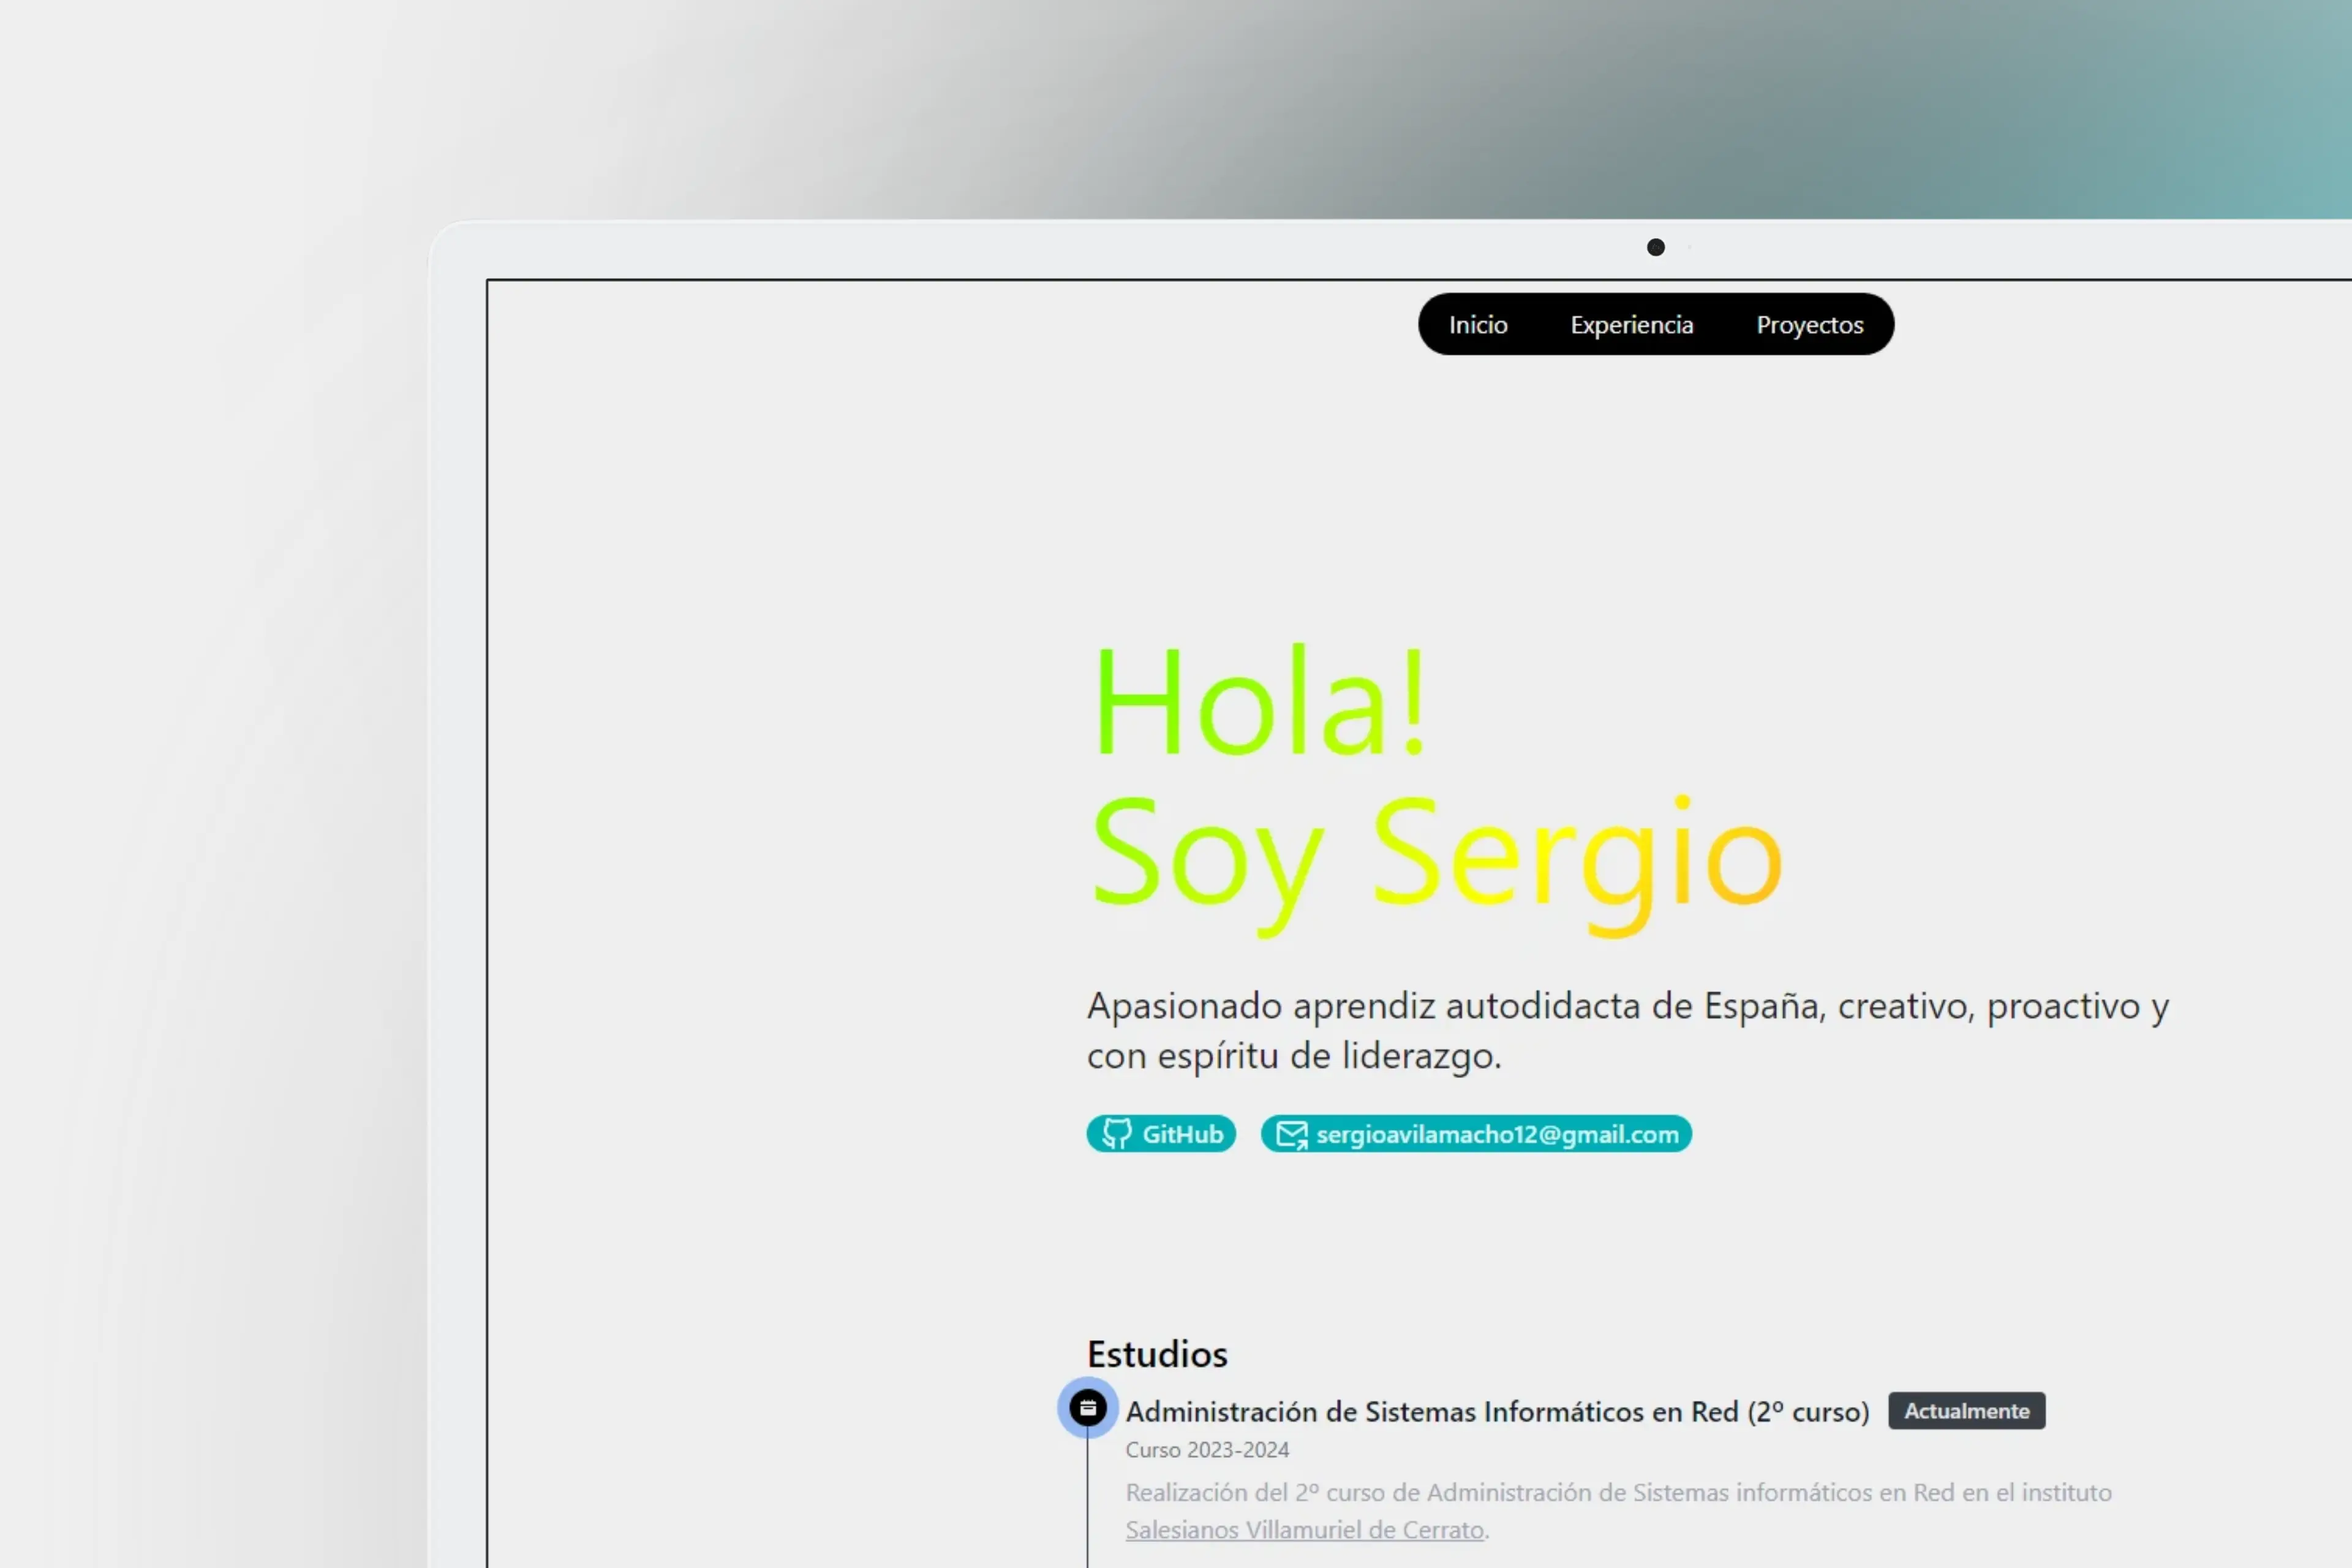 Inicio Experiencia Proyectos
Hola!
Soy Sergio
Apasionado aprendiz autodidacta de España, creativo, proactivo y
con espíritu de liderazgo.
GitHub sergioavilamacho12@gmail.com
Estudios
Administración de Sistemas Informáticos en Red (2º curso) Actualmente
Curso 2023-2024
Realización del 2º curso de Administración de Sistemas informáticos en Red en el instituto
Salesianos Villamuriel de Cerrato.